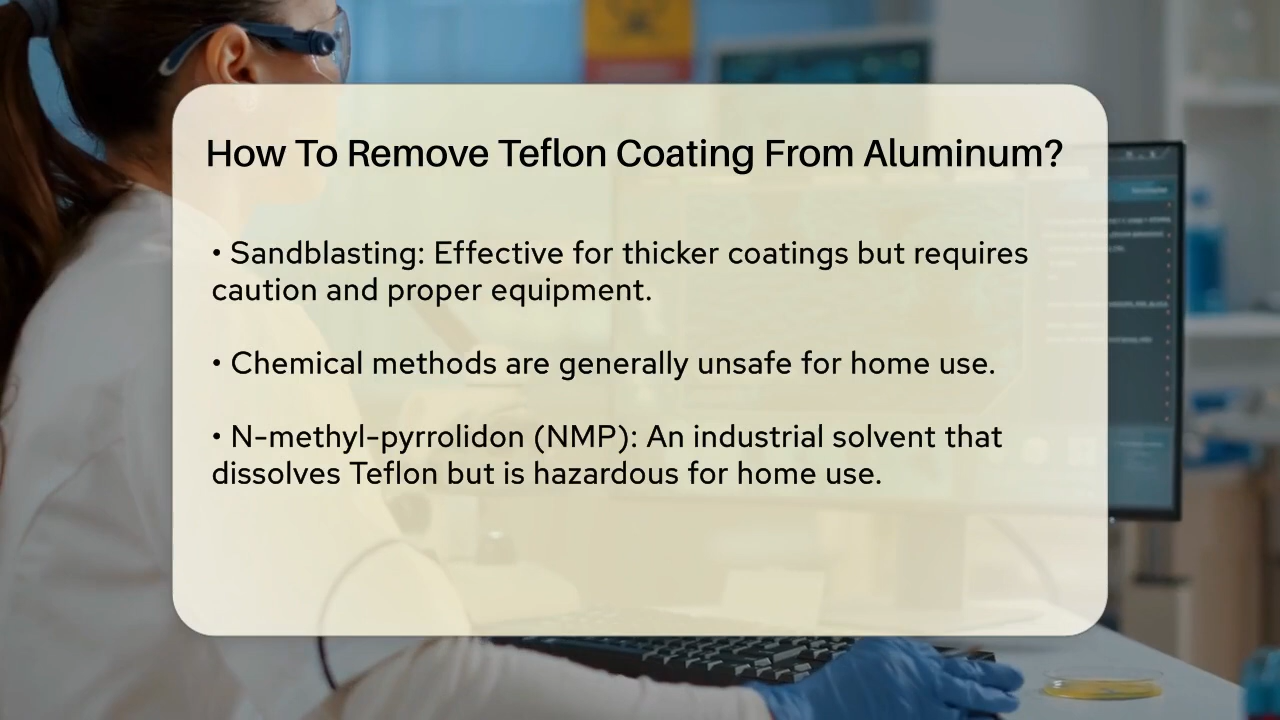 How To Remove Teflon Coating From Aluminum?
• Sandblasting: Effective for thicker coatings but requires
caution and proper equipment.
• Chemical methods are generally unsafe for home use.
• N-methyl-pyrrolidon (NMP): An industrial solvent that
dissolves Teflon but is hazardous for home use.